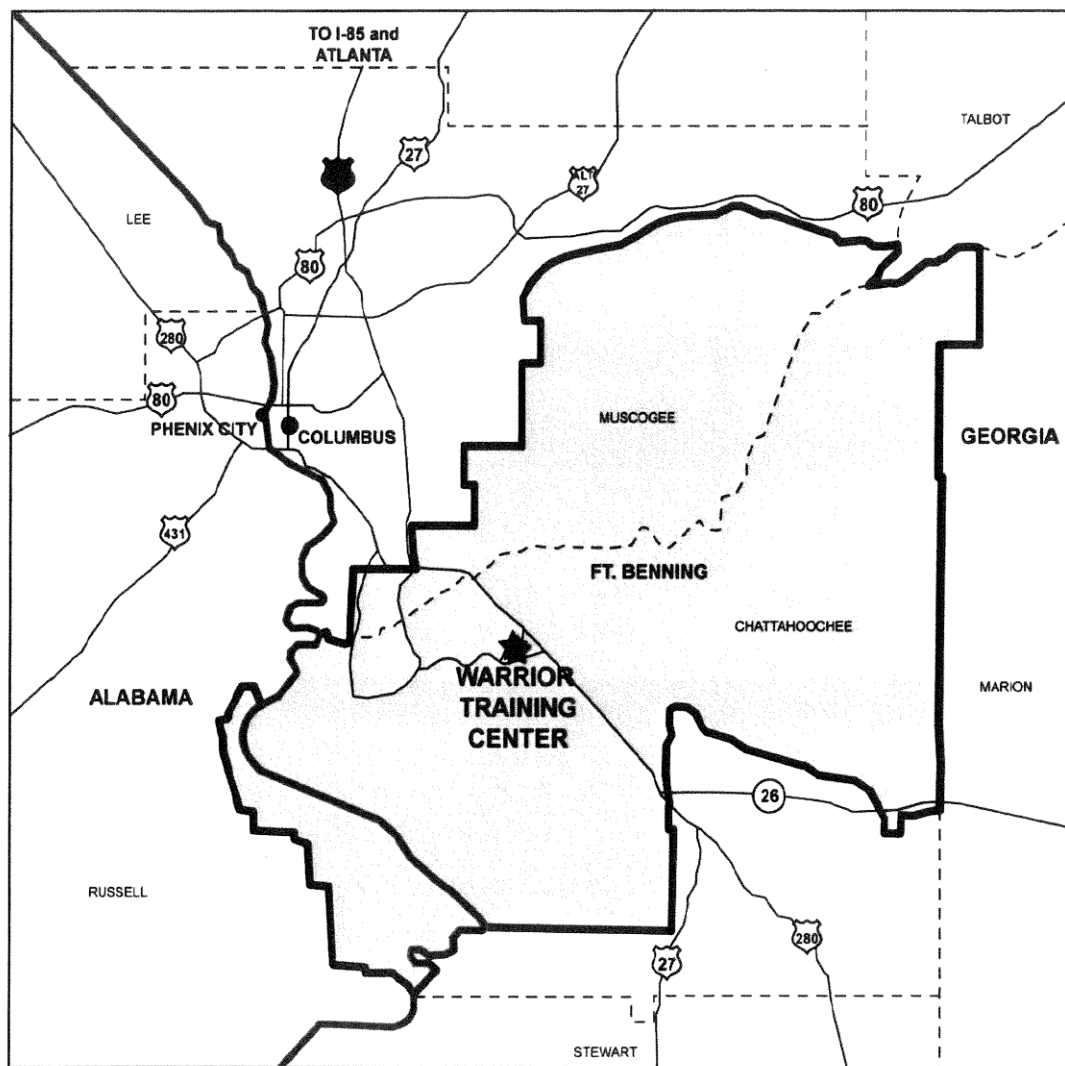 TO I-85 and
ATLANTA
27
ALT
27
TALBOT
80
LEE
80
280
80
MUSCOGEE
PHENIX CITY
COLUMBUS
GEORGIA
431
FT. BENNING
CHATTAHOOCHEE
WARRIOR
TRAINING
CENTER
ALABAMA
MARION
26
RUSSELL
280
27
STEWART